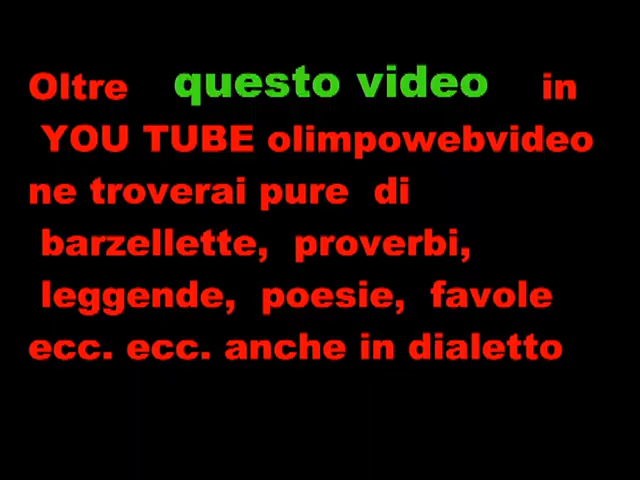 Oltre questo video in
YOU TUBE olimpowebvideo
ne troverai pure di
barzellette, proverbi,
leggende, poesie, favole
ecc. ecc. anche in dialetto